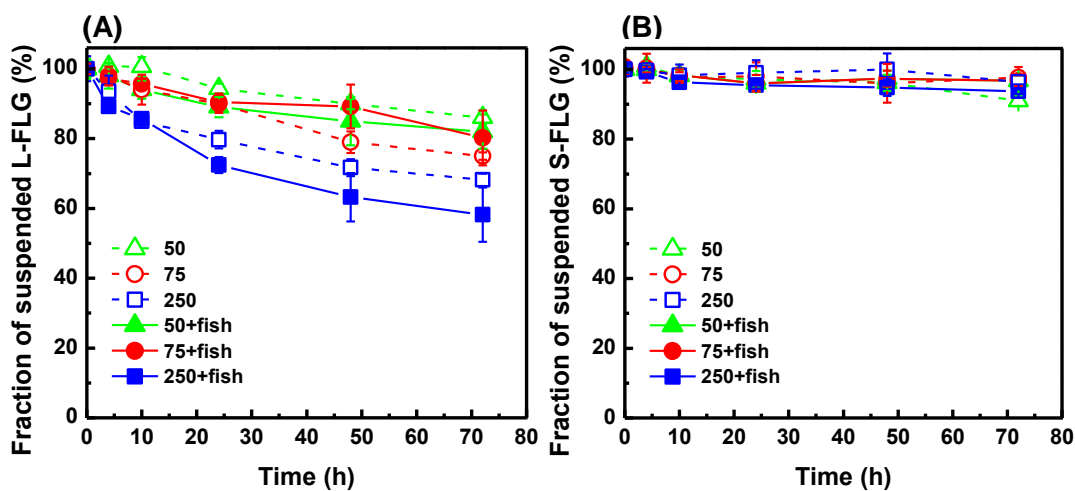 (A)
Fraction of suspended L-FLG (%)
100
80
60
40
20
0
50
75
250
50+fish
75+fish
250+fish
0 10 20 30 40 50 60 70 80
Time (h)
(B)
Fraction of suspended S-FLG (%)
100
80
60
40
20
0
50
75
250
50+fish
75+fish
250+fish
0 10 20 30 40 50 60 70 80
Time (h)